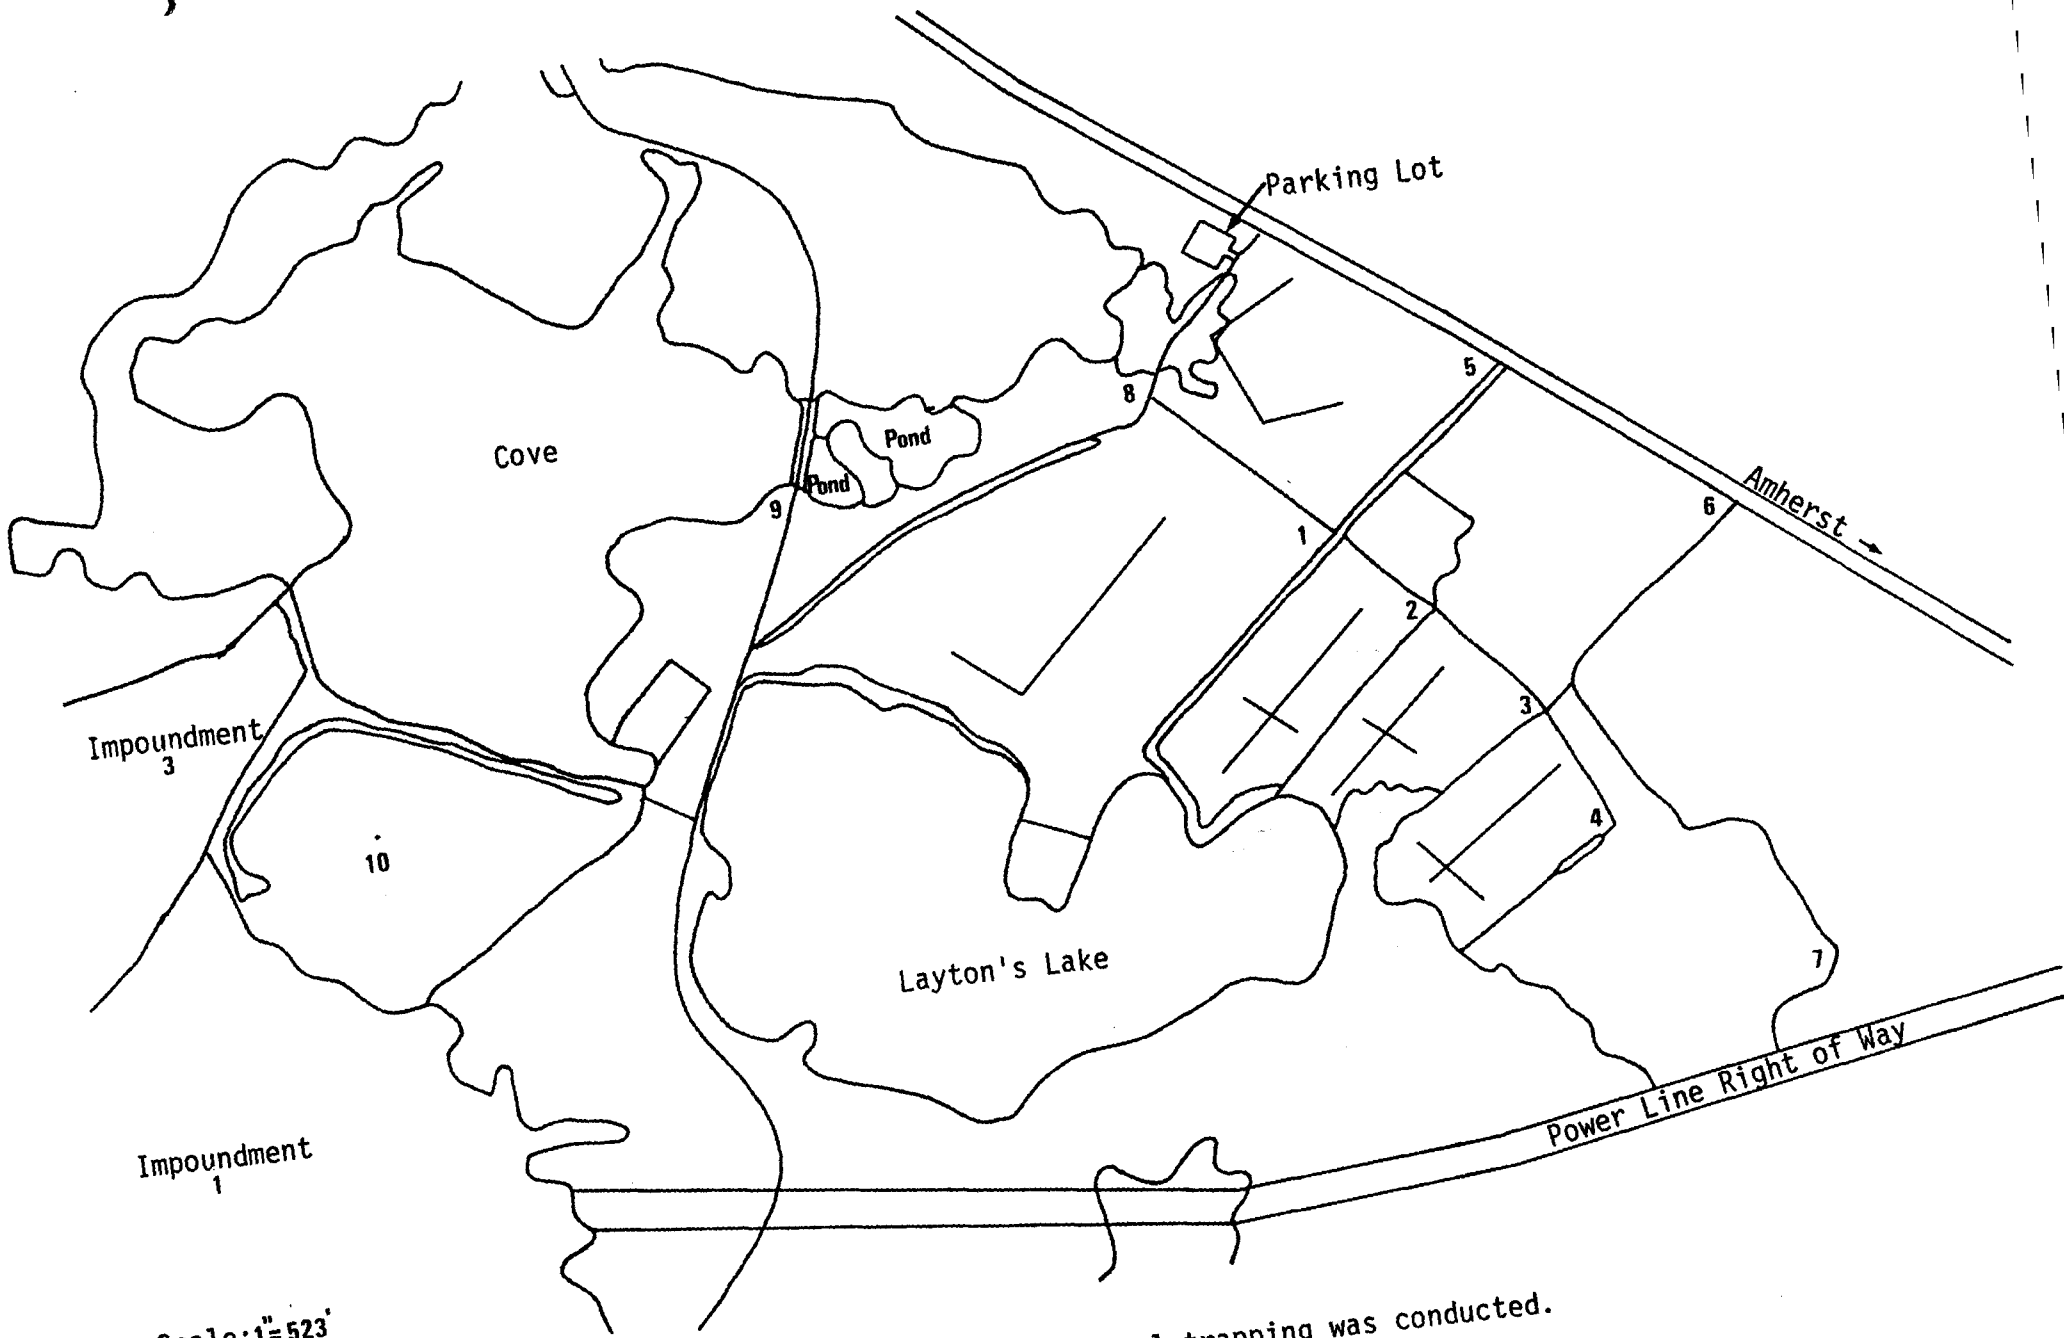 Parking Lot
5
8
Pond
Cove
Amherst
6
Pond
9
1
2
3
Impoundment
3
4
10
7
Layton's Lake
Power Line Right of Way
Impoundment
1
Scale: 1"=523'
trapping was conducted.